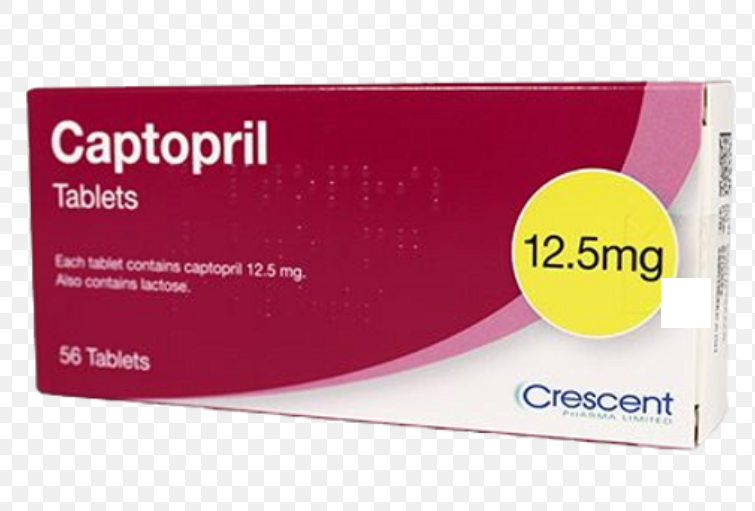 Captopril
Tablets
12.5mg
Each tablet contains captopril 12.5 mg.
Also contains lactose.
56 Tablets
Crescent
PHARMA LIMITED